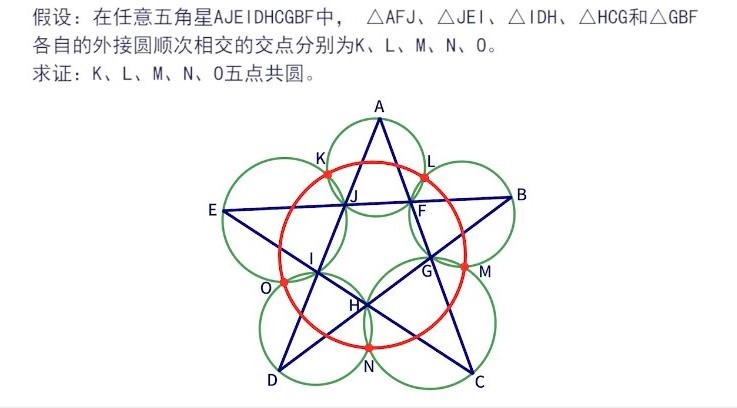 假设：在任意五角星AJEIDHCGBF中， △AFJ、△JEI、△IDH、△HCG和△GBF
各自的外接圆顺次相交的交点分别为K、L、M、N、O。
求证：K、L、M、N、O五点共圆。
A
K
L
B
E
J
F
I
G
M
O
H
N
D
C